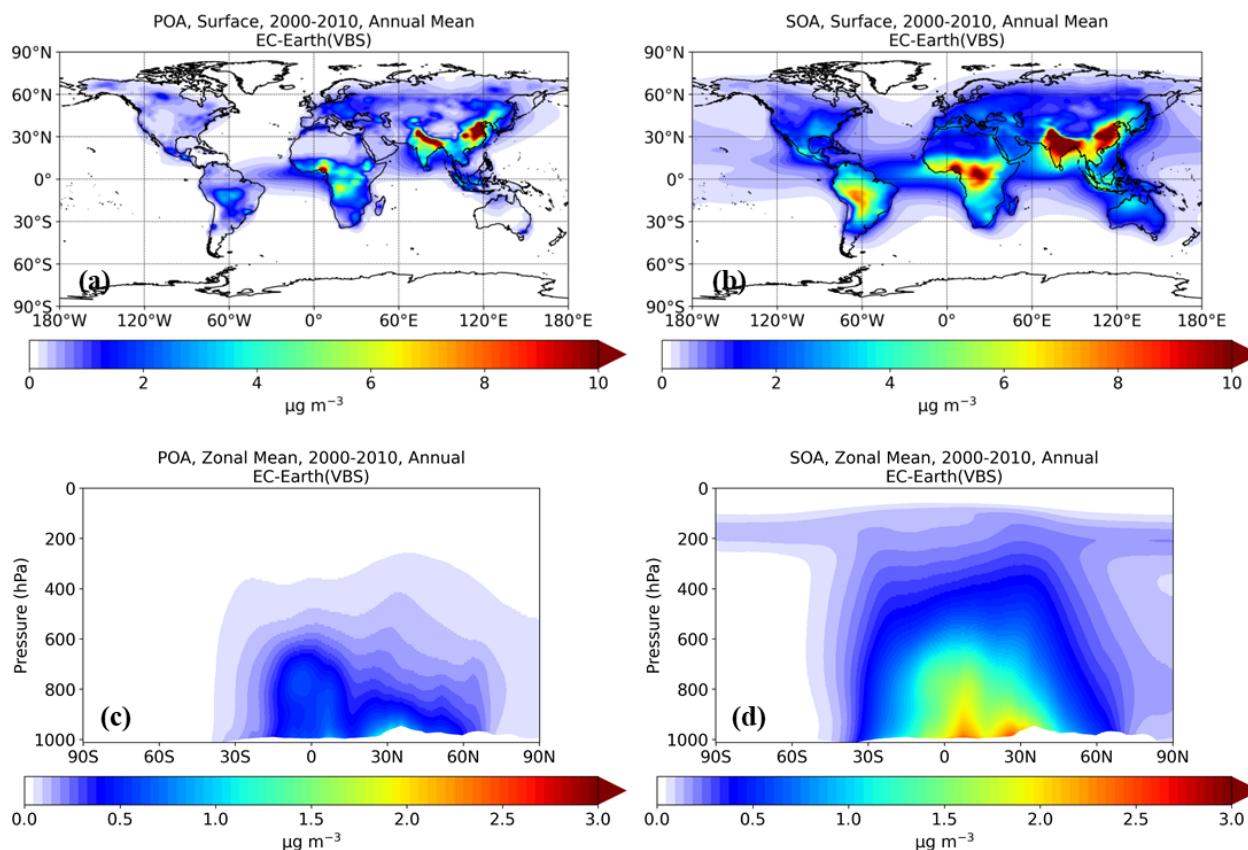 POA, Surface, 2000-2010, Annual Mean
EC-Earth(VBS)
90°N
60°N
30°N
0°
30°S
60°S
90°S
(a)
180°W 120°W 60°W 0° 60°E 120°E 180°E
0 2 4 6 8 10
µg m⁻³
SOA, Surface, 2000-2010, Annual Mean
EC-Earth(VBS)
90°N
60°N
30°N
0°
30°S
60°S
90°S
(b)
180°W 120°W 60°W 0° 60°E 120°E 180°E
0 2 4 6 8 10
µg m⁻³
POA, Zonal Mean, 2000-2010, Annual
EC-Earth(VBS)
Pressure (hPa)
0
200
400
600
800
1000
(c)
90S 60S 30S 0 30N 60N 90N
0.0 0.5 1.0 1.5 2.0 2.5 3.0
µg m⁻³
SOA, Zonal Mean, 2000-2010, Annual
EC-Earth(VBS)
Pressure (hPa)
0
200
400
600
800
1000
(d)
90S 60S 30S 0 30N 60N 90N
0.0 0.5 1.0 1.5 2.0 2.5 3.0
µg m⁻³